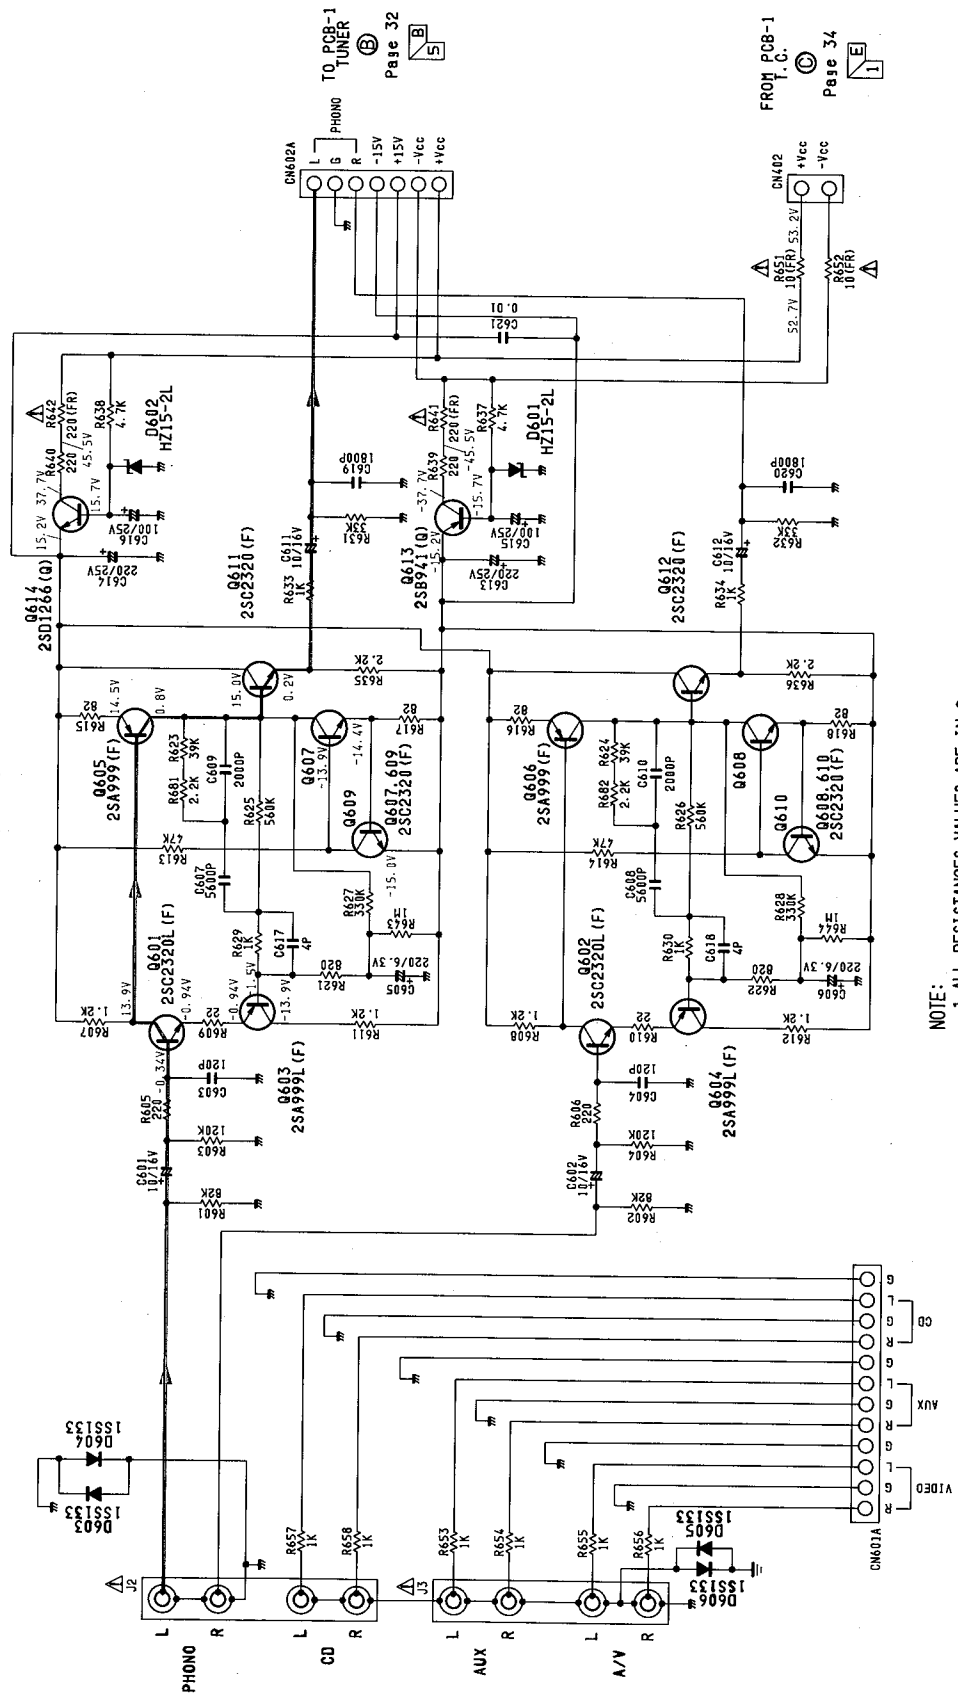 TO PCB-1
TUNER
B
Page 32
B
5
FROM PCB-1
T.C.
C
Page 34
E
1
CN602A
L
G
R
PHONO
-15V
+15V
-Vcc
+Vcc
CN402
+Vcc
-Vcc
53.2V
52.7V
R651
10(FR)
R652
10(FR)
0.01
C621
R642
220(FR)
R640
220
45.5V
37.7V
R638
4.7K
D602
HZ15-2L
15.7V
15.2V
C616
100/25V
C614
220/25V
Q614
2SD1266(Q)
C619
1800P
R631
33K
C611
10/16V
R633
1K
Q611
2SC2320(F)
R641
220(FR)
R639
220
-45.5V
-37.7V
R637
4.7K
D601
HZ15-2L
-15.7V
-15.2V
C615
100/25V
C613
220/25V
Q613
2SB941(Q)
C620
1800P
R632
33K
C612
10/16V
R634
1K
Q612
2SC2320(F)
82
R615
14.5V
0.8V
Q605
2SA999(F)
15.0V
0.2V
2.2K
R635
R623
39K
R681
2.2K
C609
2000P
R625
560K
Q607
-13.9V
-14.4V
82
R617
Q609
Q607,609
2SC2320(F)
-15.0V
47K
R613
C607
5600P
R627
330K
1M
R643
R629
1K
C617
4P
820
R621
220/6.3V
C605
Q601
2SC2320L(F)
13.9V
1.2K
R607
-0.94V
22
R609
-0.94V
-1.5V
-13.9V
1.2K
R611
-0.34V
R605
220
120P
C603
Q603
2SA999L(F)
120K
R603
C601
10/16V
82K
R601
82
R616
Q606
2SA999(F)
2.2K
R636
R624
39K
R682
2.2K
C610
2000P
R626
560K
Q608
82
R618
Q610
Q608,610
2SC2320(F)
47K
R614
C608
5600P
R628
330K
1M
R644
R630
1K
C618
4P
820
R622
220/6.3V
C606
Q602
2SC2320L(F)
1.2K
R608
22
R610
1.2K
R612
R606
220
120P
C604
Q604
2SA999L(F)
120K
R604
C602
10/16V
82K
R602
NOTE:
D604
1SS133
D603
1SS133
J2
L
R
PHONO
L
R
CD
R657
1K
R658
1K
J3
L
R
AUX
L
R
A/V
R653
1K
R654
1K
R655
1K
R656
1K
D605
1SS133
D606
1SS133
G
L
G
R
CD
G
L
G
R
AUX
G
L
G
R
VIDEO
CN601A